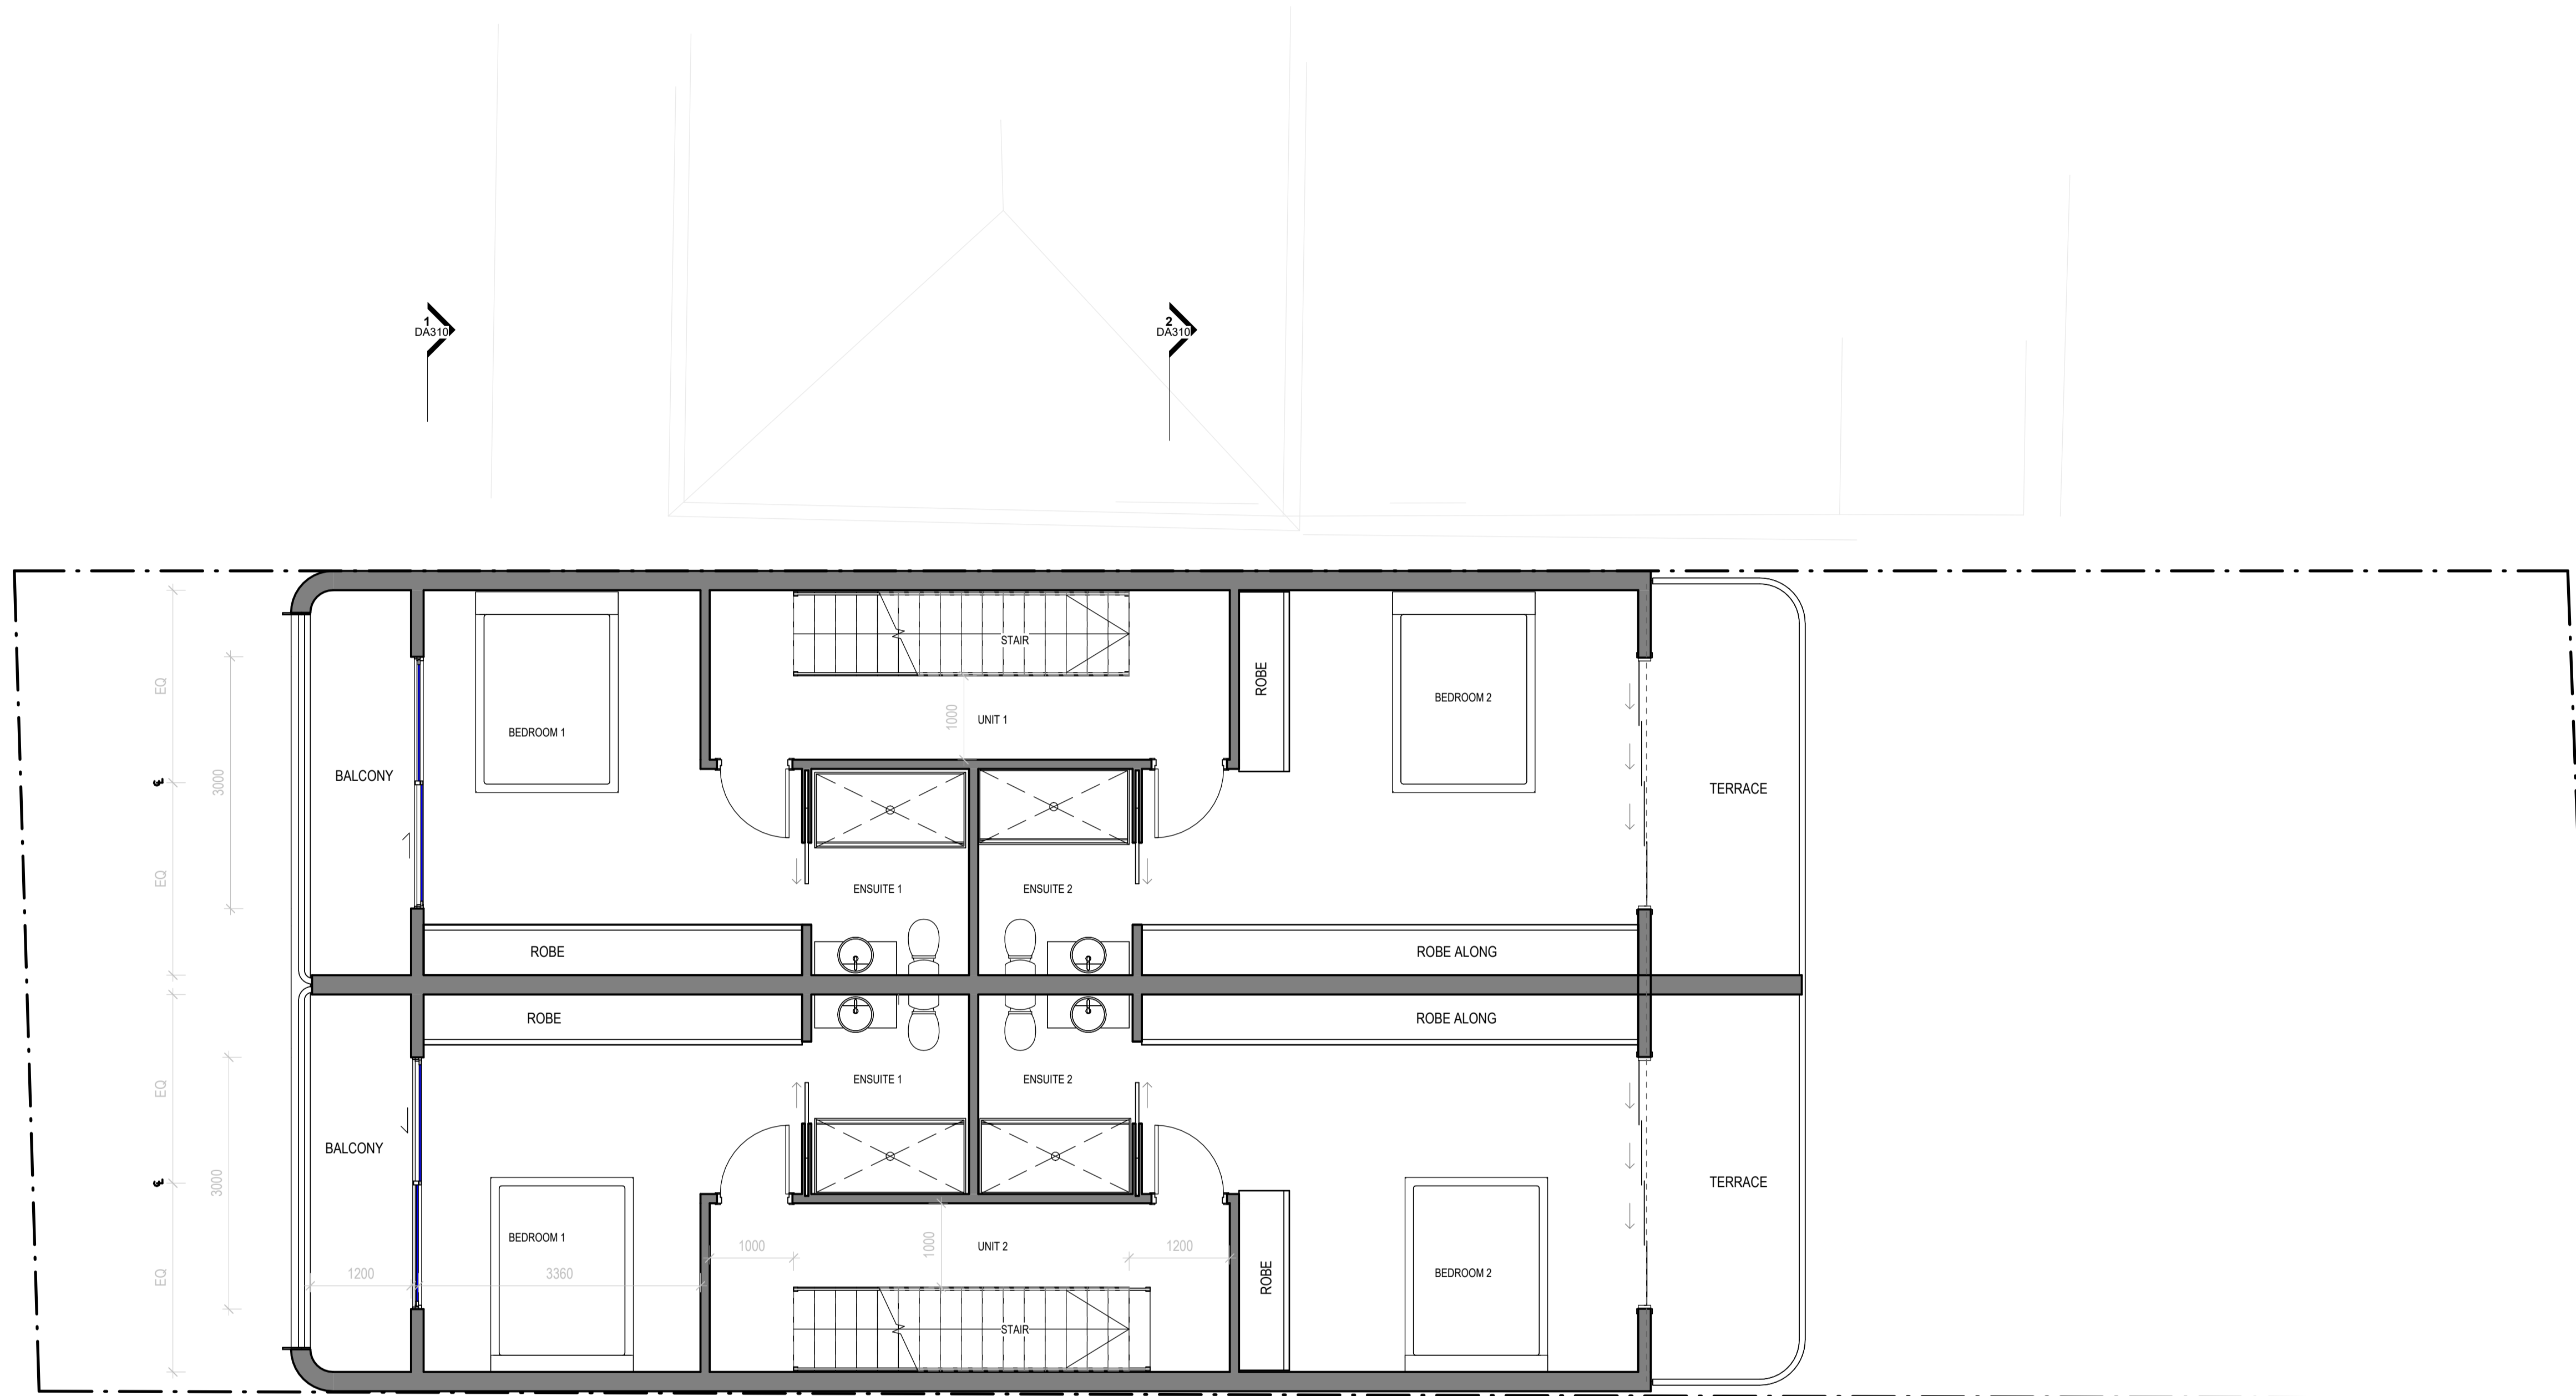 1
DA310
2
DA310
STAIR
EQ
ROBE
BEDROOM 2
1000
UNIT 1
BEDROOM 1
BALCONY
3000
℄
TERRACE
EQ
ENSUITE 1
ENSUITE 2
ROBE
ROBE ALONG
ROBE
ROBE ALONG
EQ
ENSUITE 1
ENSUITE 2
BALCONY
3000
℄
TERRACE
BEDROOM 1
1000
1000
UNIT 2
1200
EQ
1200
3360
ROBE
BEDROOM 2
STAIR